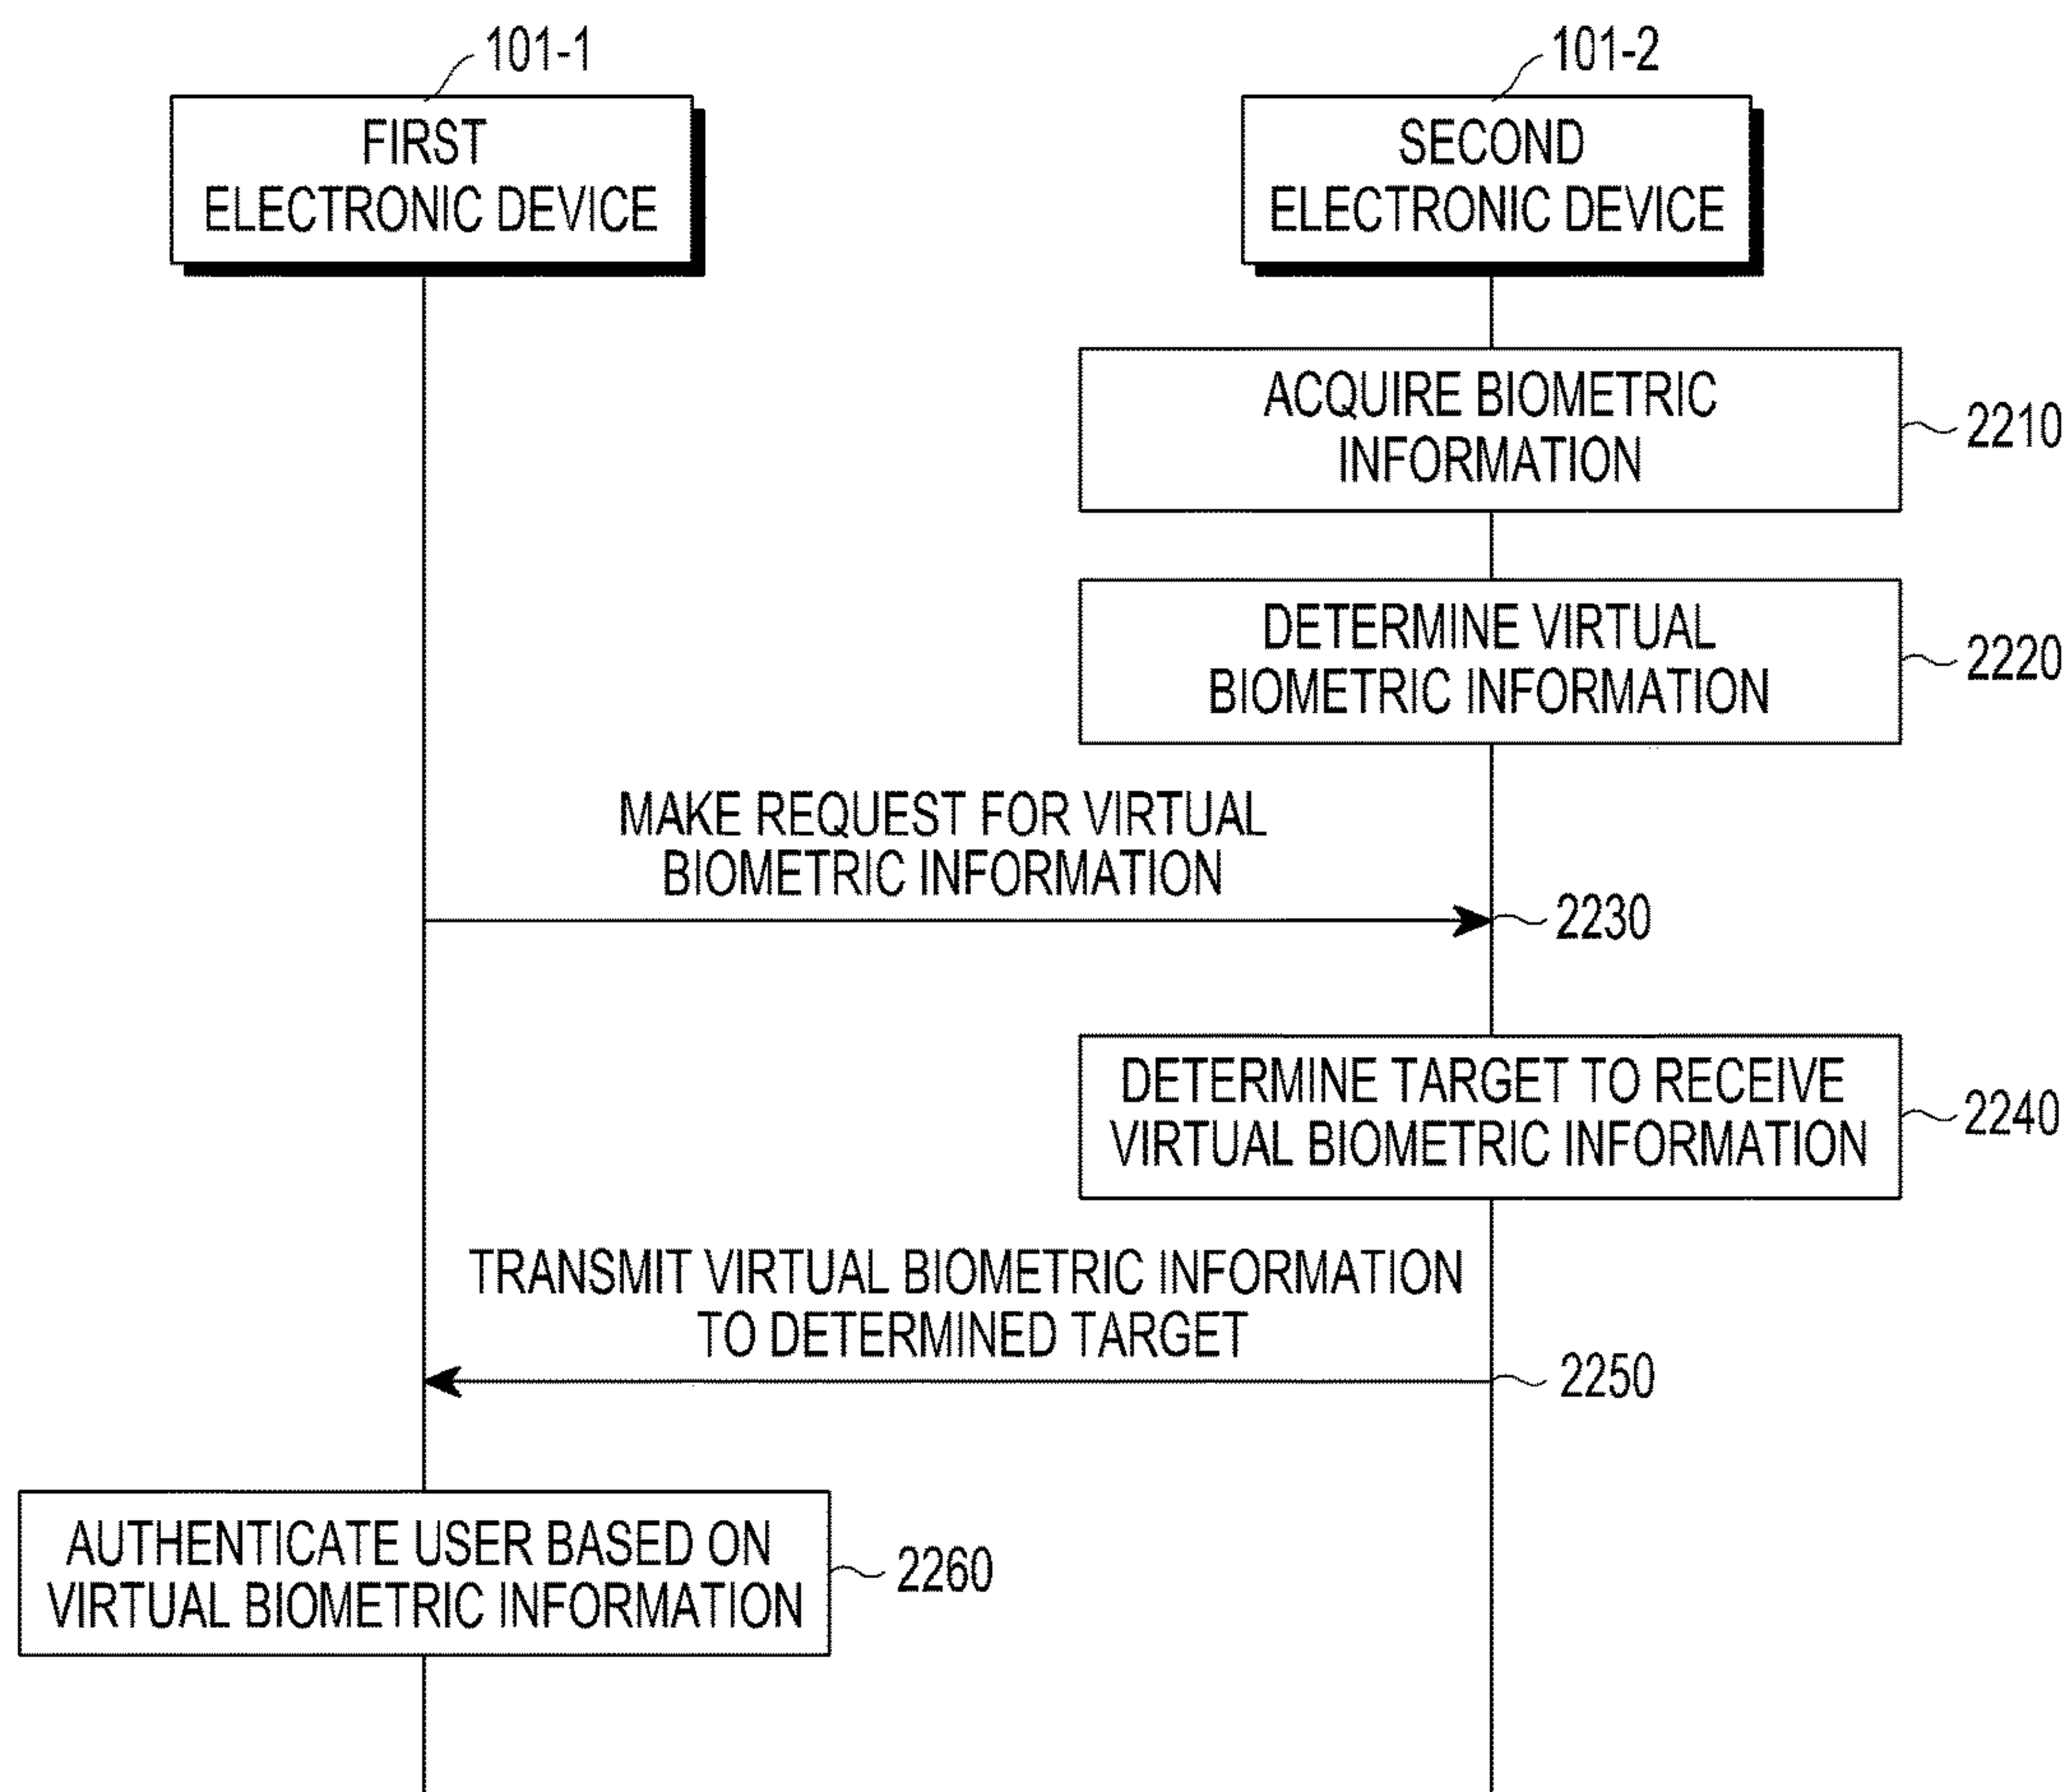 101-1
101-2
FIRST
ELECTRONIC DEVICE
SECOND
ELECTRONIC DEVICE
ACQUIRE BIOMETRIC
INFORMATION
2210
DETERMINE VIRTUAL
BIOMETRIC INFORMATION
2220
MAKE REQUEST FOR VIRTUAL
BIOMETRIC INFORMATION
2230
DETERMINE TARGET TO RECEIVE
VIRTUAL BIOMETRIC INFORMATION
2240
TRANSMIT VIRTUAL BIOMETRIC INFORMATION
TO DETERMINED TARGET
2250
AUTHENTICATE USER BASED ON
VIRTUAL BIOMETRIC INFORMATION
2260